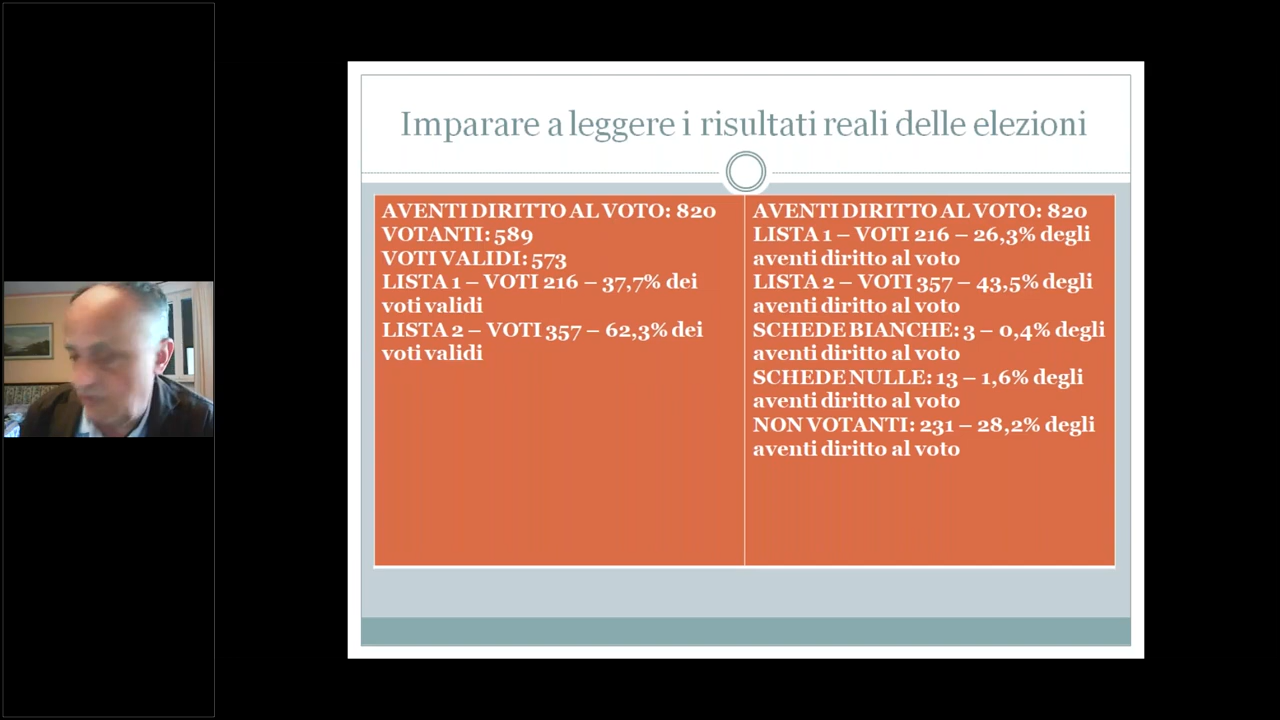 Imparare a leggere i risultati reali delle elezioni
AVENTI DIRITTO AL VOTO: 820
VOTANTI: 589
VOTI VALIDI: 573
LISTA 1 – VOTI 216 – 37,7% dei
voti validi
LISTA 2 – VOTI 357 – 62,3% dei
voti validi
AVENTI DIRITTO AL VOTO: 820
LISTA 1 – VOTI 216 – 26,3% degli
aventi diritto al voto
LISTA 2 – VOTI 357 – 43,5% degli
aventi diritto al voto
SCHEDE BIANCHE: 3 – 0,4% degli
aventi diritto al voto
SCHEDE NULLE: 13 – 1,6% degli
aventi diritto al voto
NON VOTANTI: 231 – 28,2% degli
aventi diritto al voto